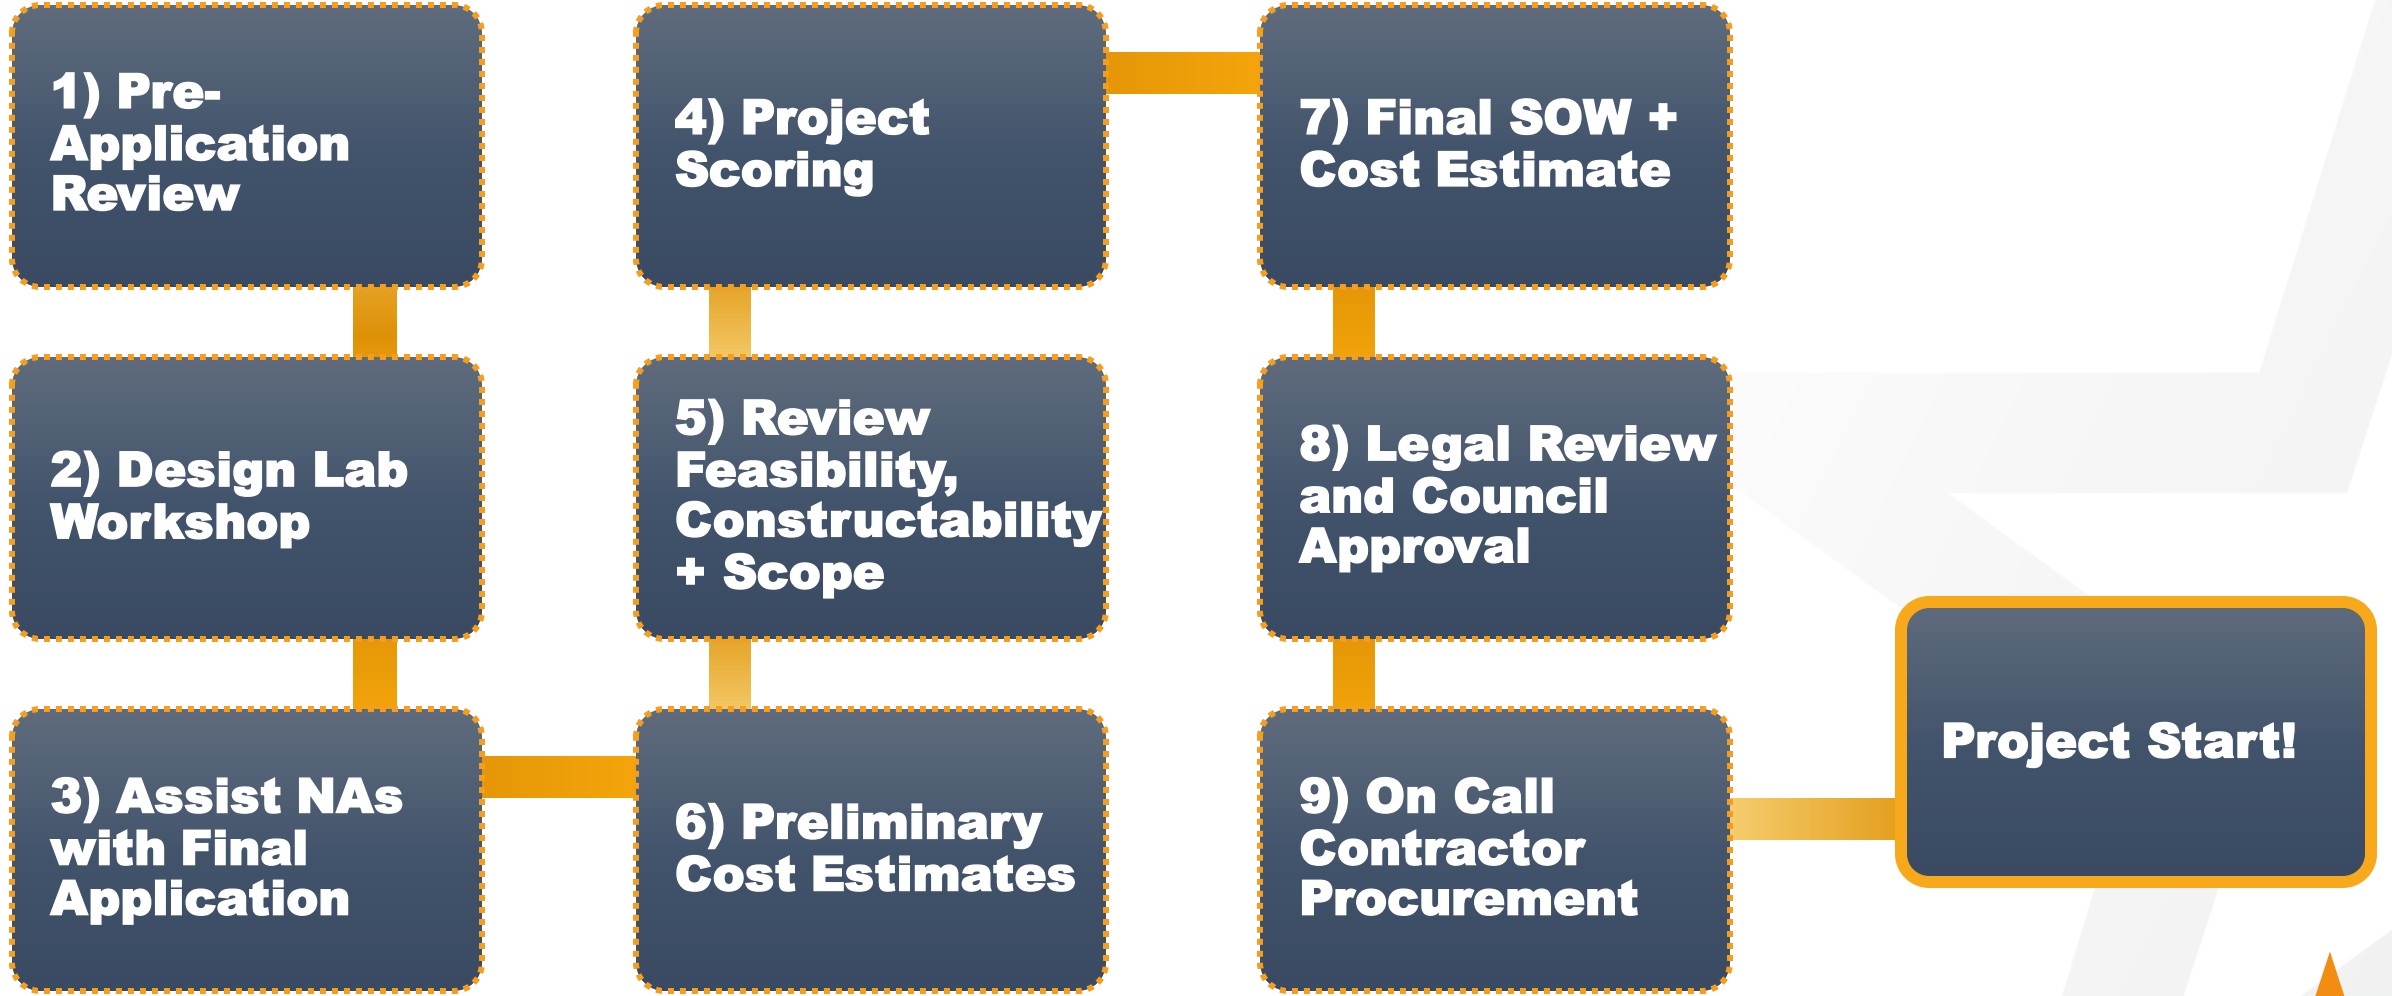 1) Pre-
Application
Review
2) Design Lab
Workshop
3) Assist NAs
with Final
Application
4) Project
Scoring
5) Review
Feasibility,
Constructability
+ Scope
6) Preliminary
Cost Estimates
7) Final SOW +
Cost Estimate
8) Legal Review
and Council
Approval
9) On Call
Contractor
Procurement
Project Start!